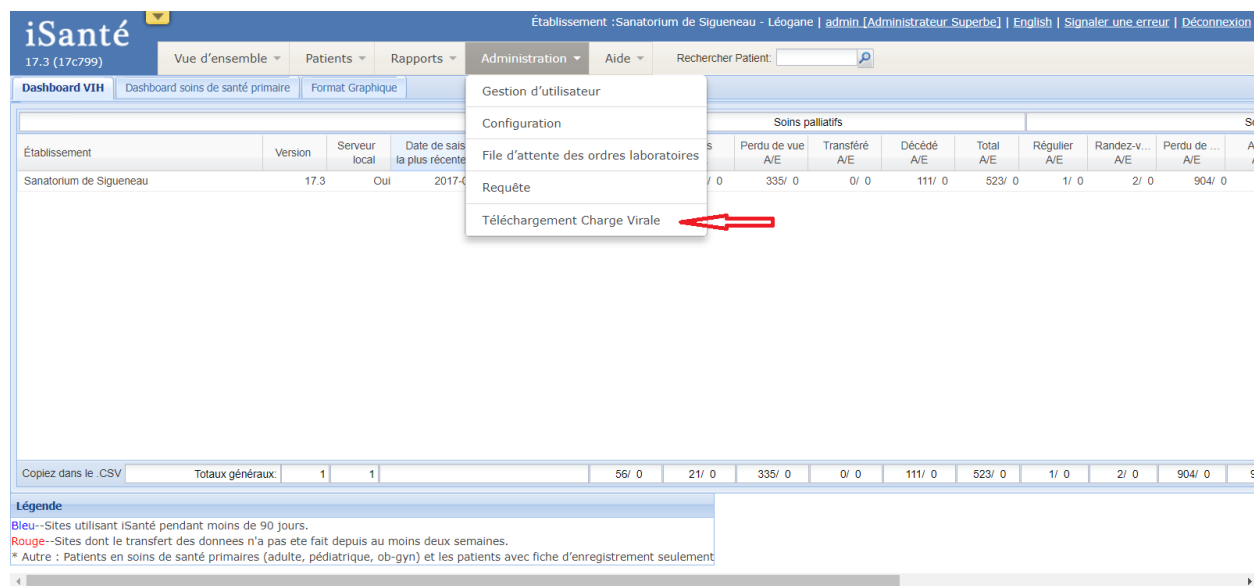 iSanté
Établissement :Sanatorium de Sigueneau - Léogane | admin [Administrateur Superbe] | English | Signaler une erreur | Déconnexion
17.3 (17c799)
Vue d'ensemble Patients Rapports Administration Aide Rechercher Patient:
Dashboard VIH Dashboard soins de santé primaire Format Graphique
Gestion d'utilisateur
Configuration
File d'attente des ordres laboratoires
Requête
Téléchargement Charge Virale
Soins palliatifs
Établissement Version Serveur local Date de sais la plus récente Perdu de vue A/E Transféré A/E Décédé A/E Total A/E Régulier A/E Randez-v... A/E Perdu de ... A/E
Sanatorium de Sigueneau 17.3 Oui 2017-0 / 0 335/ 0 0/ 0 111/ 0 523/ 0 1/ 0 2/ 0 904/ 0
Copiez dans le .CSV Totaux généraux: 1 1 56/ 0 21/ 0 335/ 0 0/ 0 111/ 0 523/ 0 1/ 0 2/ 0 904/ 0
Légende
Bleu--Sites utilisant iSanté pendant moins de 90 jours.
Rouge--Sites dont le transfert des donnees n'a pas ete fait depuis au moins deux semaines.
* Autre : Patients en soins de santé primaires (adulte, pédiatrique, ob-gyn) et les patients avec fiche d'enregistrement seulement